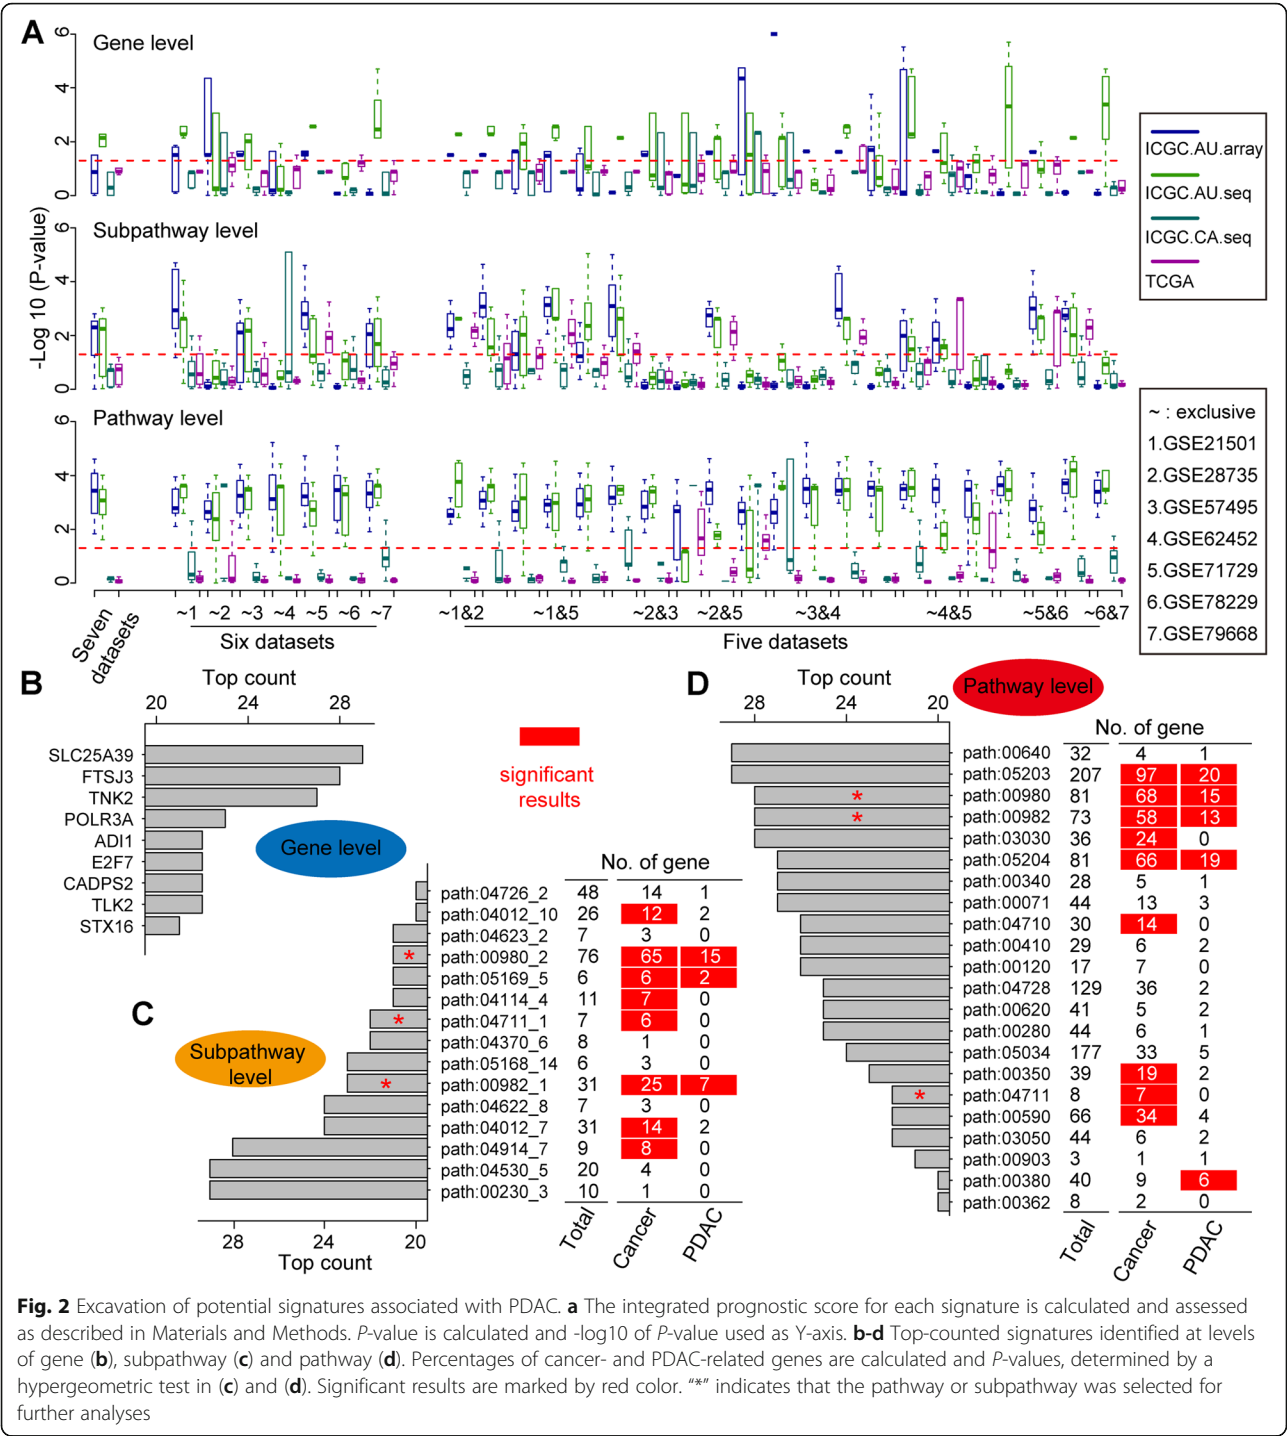 A
Gene level
6
4
2
0
Subpathway level
6
4
2
0
Pathway level
6
4
2
0
-Log 10 (P-value)
Seven datasets
~1 ~2 ~3 ~4 ~5 ~6 ~7
Six datasets
~1&2 ~1&5 ~2&3 ~2&5 ~3&4 ~4&5 ~5&6 ~6&7
Five datasets
ICGC.AU.array
ICGC.AU.seq
ICGC.CA.seq
TCGA
~ : exclusive
1.GSE21501
2.GSE28735
3.GSE57495
4.GSE62452
5.GSE71729
6.GSE78229
7.GSE79668
B
Top count
20 24 28
SLC25A39
FTSJ3
TNK2
POLR3A
ADI1
E2F7
CADPS2
TLK2
STX16
Gene level
significant
results
C
Subpathway
level
No. of gene
path:04726_2 48 14 1
path:04012_10 26 12 2
path:04623_2 7 3 0
* path:00980_2 76 65 15
path:05169_5 6 6 2
path:04114_4 11 7 0
* path:04711_1 7 6 0
path:04370_6 8 1 0
path:05168_14 6 3 0
* path:00982_1 31 25 7
path:04622_8 7 3 0
path:04012_7 31 14 2
path:04914_7 9 8 0
path:04530_5 20 4 0
path:00230_3 10 1 0
28 24 20
Top count
Total Cancer PDAC
D
Top count
28 23 20
Pathway level
No. of gene
path:00640 32 4 1
path:05203 207 97 20
* path:00980 81 68 15
* path:00982 73 58 13
path:03030 36 24 0
path:05204 81 66 19
path:00340 28 5 1
path:00071 44 13 3
path:04710 30 14 0
path:00410 29 6 2
path:00120 17 7 0
path:04728 129 36 2
path:00620 41 5 2
path:00280 44 6 1
path:05034 177 33 5
path:00350 39 19 2
* path:04711 8 7 0
path:00590 66 34 4
path:03050 44 6 2
path:00903 3 1 1
path:00380 40 9 6
path:00362 8 2 0
Total Cancer PDAC
Fig. 2 Excavation of potential signatures associated with PDAC. a The integrated prognostic score for each signature is calculated and assessed
as described in Materials and Methods. P-value is calculated and -log10 of P-value used as Y-axis. b-d Top-counted signatures identified at levels
of gene (b), subpathway (c) and pathway (d). Percentages of cancer- and PDAC-related genes are calculated and P-values, determined by a
hypergeometric test in (c) and (d). Significant results are marked by red color. “*” indicates that the pathway or subpathway was selected for
further analyses